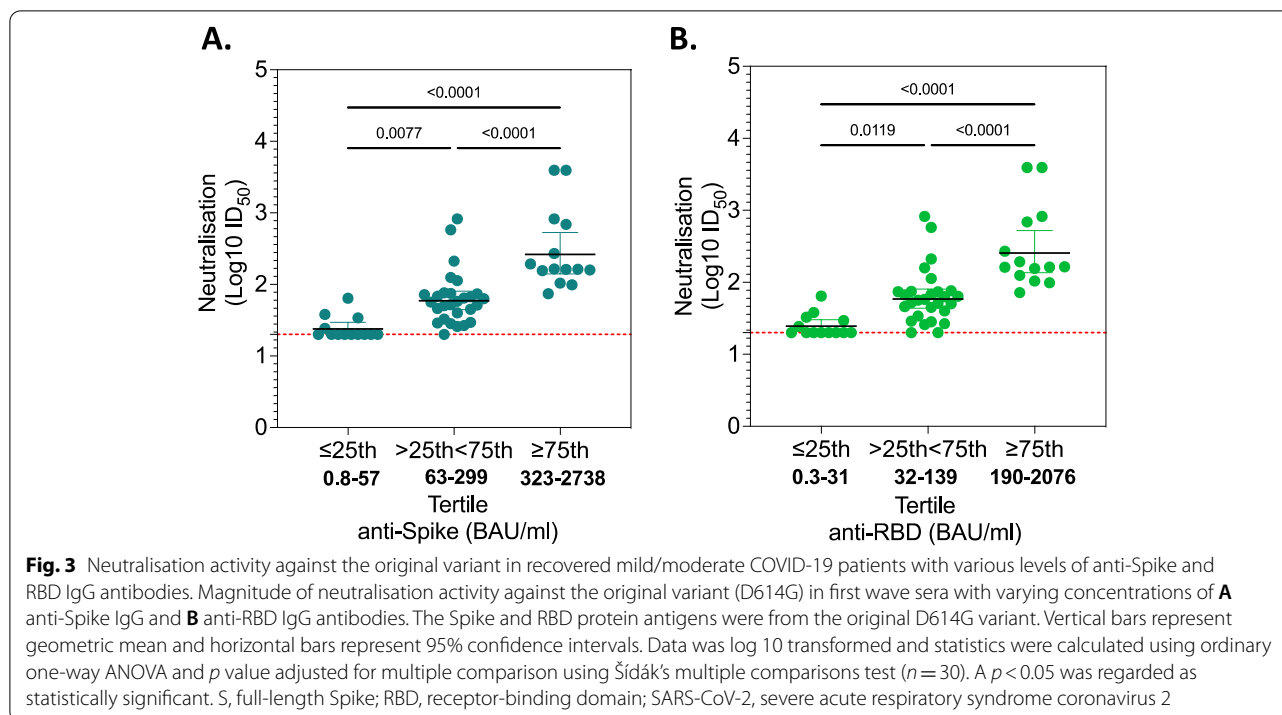 A.
5
4
3
2
1
0
Neutralisation
(Log10 ID50)
<0.0001
0.0077
<0.0001
≤25th >25th<75th ≥75th
0.8-57 63-299 323-2738
Tertile
anti-Spike (BAU/ml)
B.
5
4
3
2
1
0
Neutralisation
(Log10 ID50)
<0.0001
0.0119
<0.0001
≤25th >25th<75th ≥75th
0.3-31 32-139 190-2076
Tertile
anti-RBD (BAU/ml)
Fig. 3 Neutralisation activity against the original variant in recovered mild/moderate COVID-19 patients with various levels of anti-Spike and
RBD IgG antibodies. Magnitude of neutralisation activity against the original variant (D614G) in first wave sera with varying concentrations of A
anti-Spike IgG and B anti-RBD IgG antibodies. The Spike and RBD protein antigens were from the original D614G variant. Vertical bars represent
geometric mean and horizontal bars represent 95% confidence intervals. Data was log 10 transformed and statistics were calculated using ordinary
one-way ANOVA and p value adjusted for multiple comparison using Šídák's multiple comparisons test (n = 30). A p < 0.05 was regarded as
statistically significant. S, full-length Spike; RBD, receptor-binding domain; SARS-CoV-2, severe acute respiratory syndrome coronavirus 2